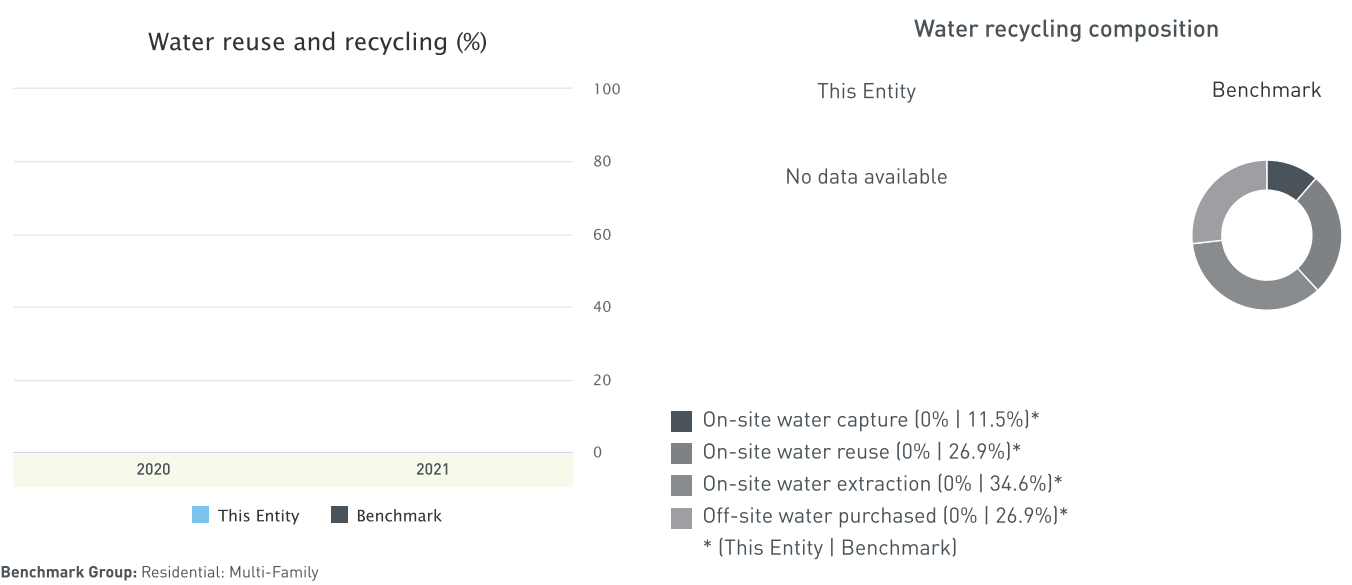 Water reuse and recycling (%)
100
80
60
40
20
0
2020
2021
This Entity
Benchmark
Water recycling composition
This Entity
Benchmark
No data available
On-site water capture (0% | 11.5%)*
On-site water reuse (0% | 26.9%)*
On-site water extraction (0% | 34.6%)*
Off-site water purchased (0% | 26.9%)*
* (This Entity | Benchmark)
Benchmark Group: Residential: Multi-Family